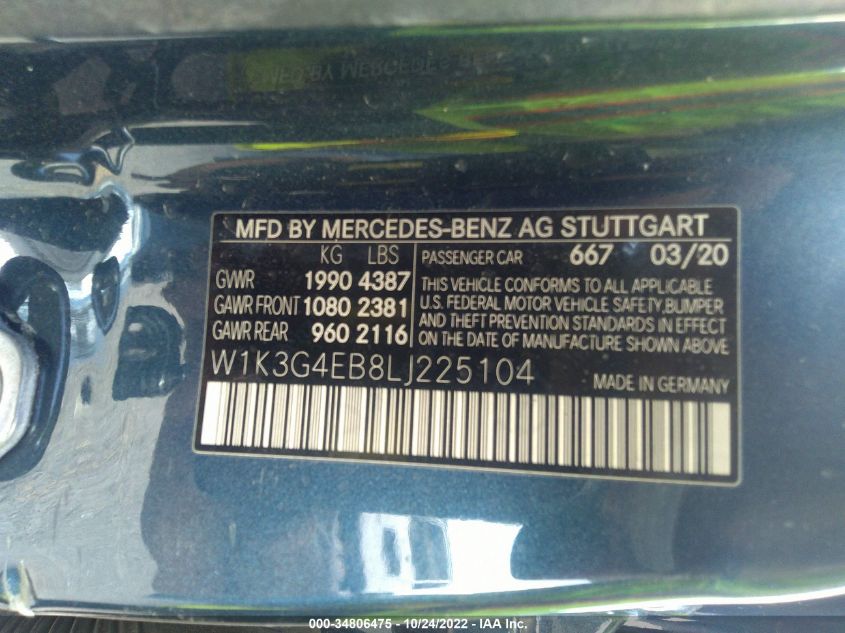 MFD BY MERCEDES-BENZ AG STUTTGART
KG LBS
GVWR 1990 4387
GAWR FRONT 1080 2381
GAWR REAR 960 2116
PASSENGER CAR 667 03/20
THIS VEHICLE CONFORMS TO ALL APPLICABLE
U.S. FEDERAL MOTOR VEHICLE SAFETY,BUMPER
AND THEFT PREVENTION STANDARDS IN EFFECT
ON THE DATE OF MANUFACTURE SHOWN ABOVE
W1K3G4EB8LJ225104
MADE IN GERMANY
000-34806475 - 10/24/2022 - IAA Inc.